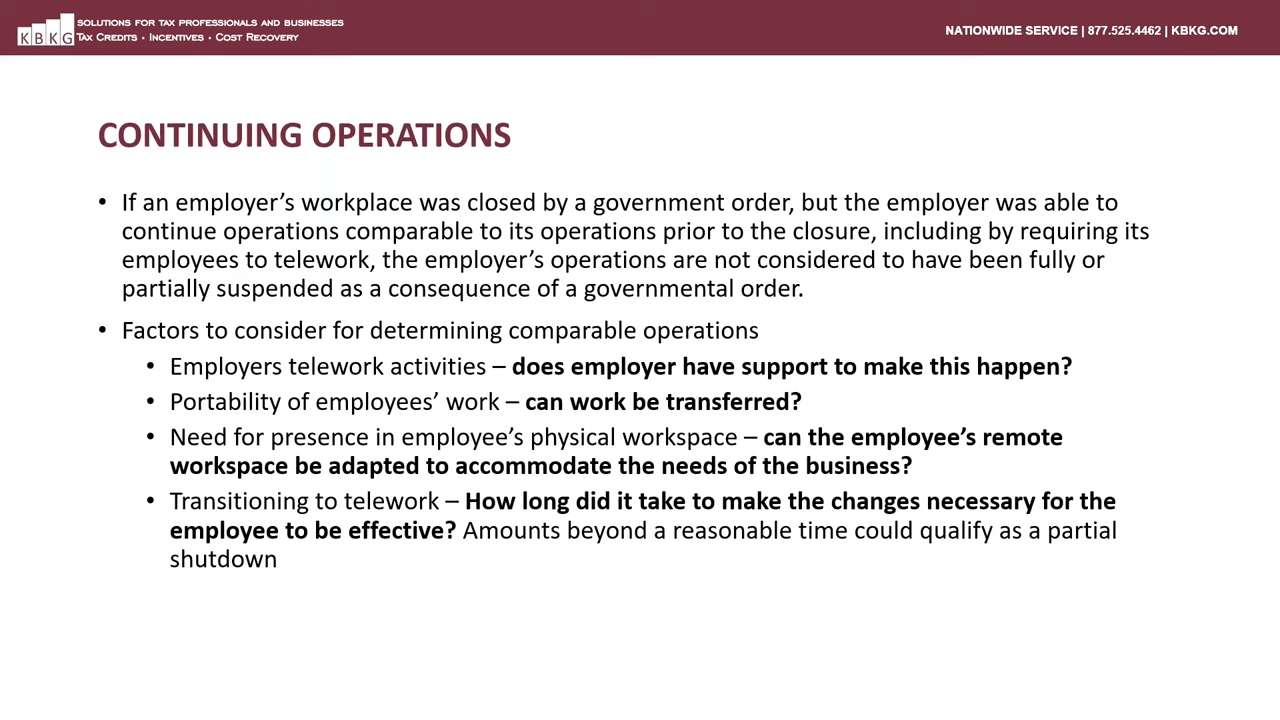 KBKG
SOLUTIONS FOR TAX PROFESSIONALS AND BUSINESSES
TAX CREDITS • INCENTIVES • COST RECOVERY
NATIONWIDE SERVICE | 877.525.4462 | KBKG.COM
CONTINUING OPERATIONS
• If an employer’s workplace was closed by a government order, but the employer was able to
continue operations comparable to its operations prior to the closure, including by requiring its
employees to telework, the employer’s operations are not considered to have been fully or
partially suspended as a consequence of a governmental order.
• Factors to consider for determining comparable operations
• Employers telework activities – does employer have support to make this happen?
• Portability of employees’ work – can work be transferred?
• Need for presence in employee’s physical workspace – can the employee’s remote
workspace be adapted to accommodate the needs of the business?
• Transitioning to telework – How long did it take to make the changes necessary for the
employee to be effective? Amounts beyond a reasonable time could qualify as a partial
shutdown